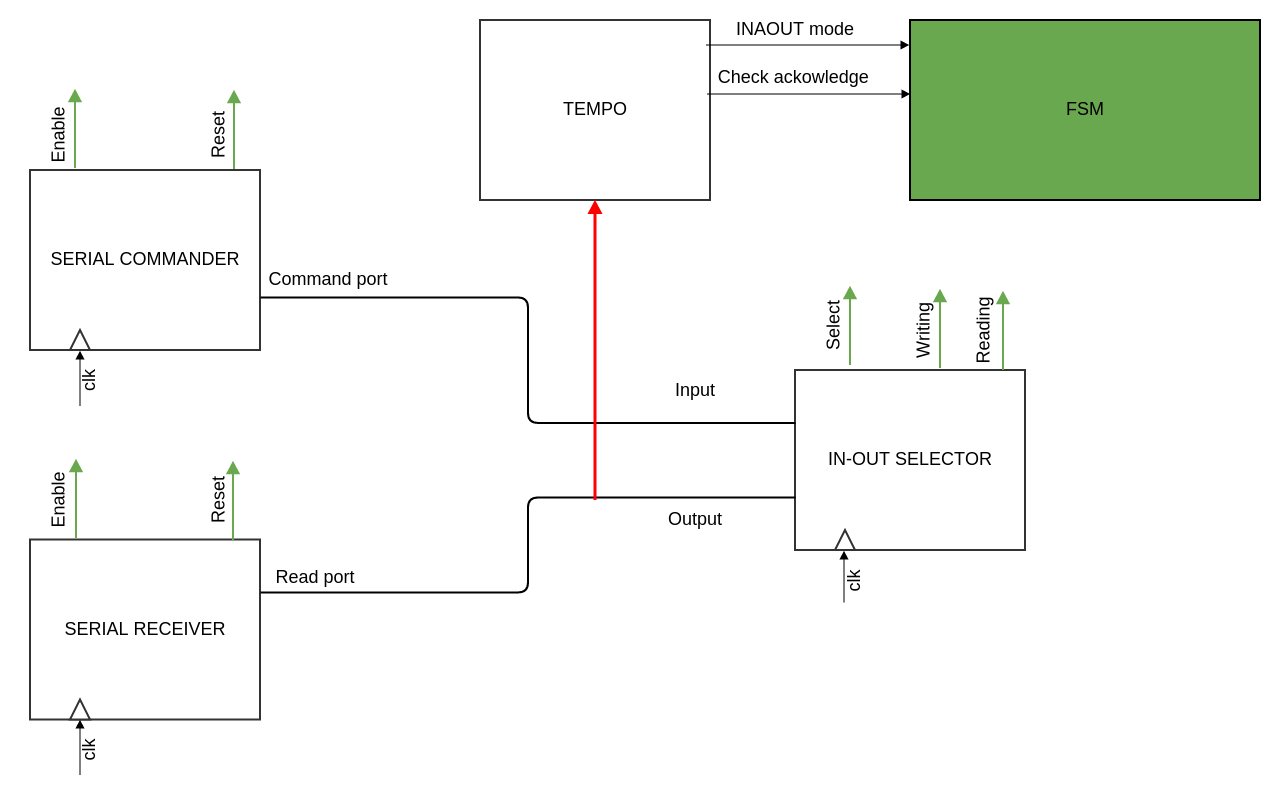 INAOUT mode
Check ackowledge
TEMPO
FSM
Enable
Reset
SERIAL COMMANDER
clk
Command port
Input
Select
Writing
Reading
IN-OUT SELECTOR
clk
Output
Enable
Reset
Read port
SERIAL RECEIVER
clk